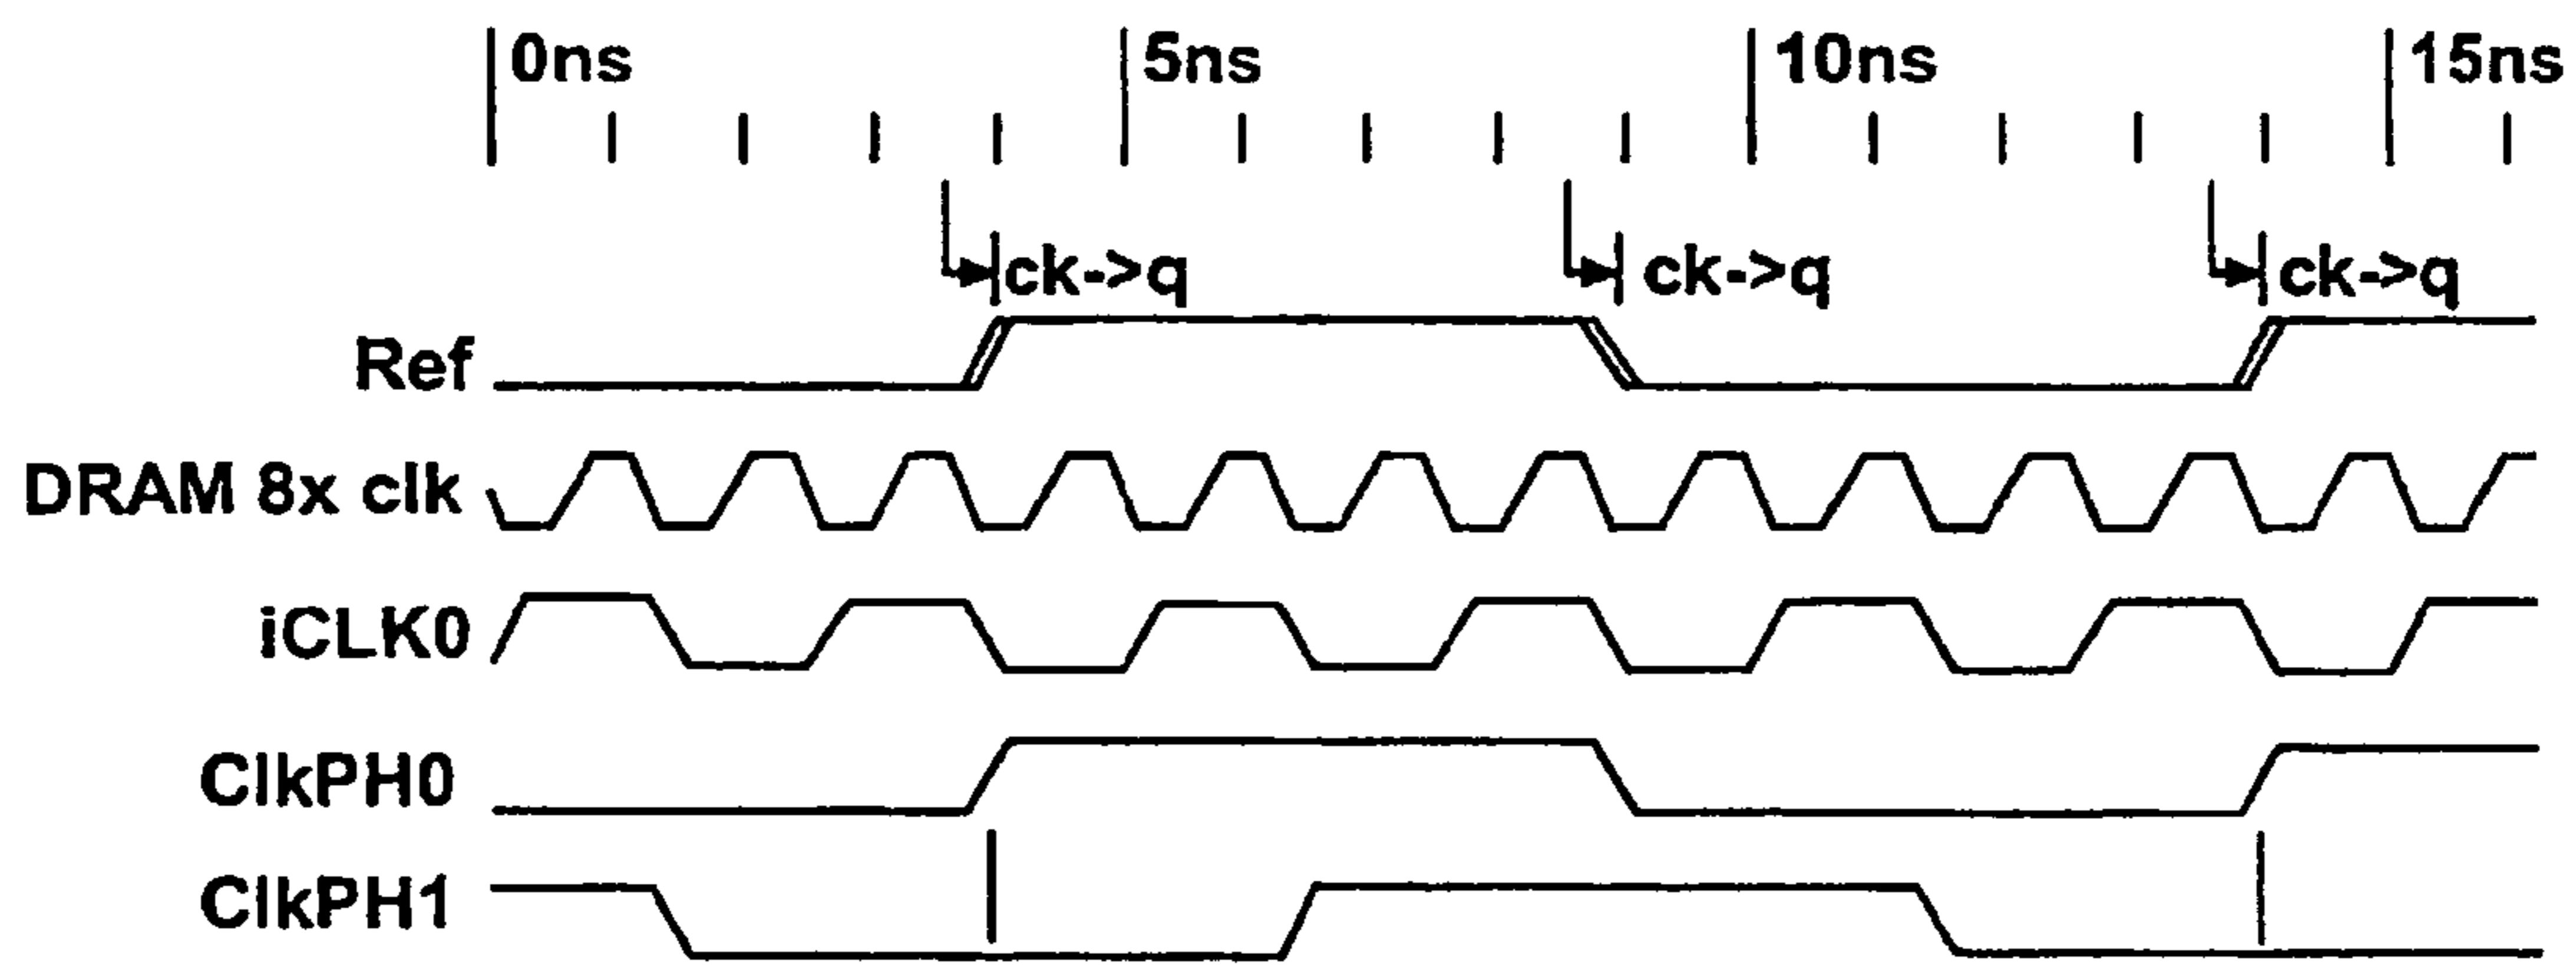 0ns 5ns 10ns 15ns
ck->q ck->q ck->q
Ref
DRAM 8x clk
iCLK0
ClkPH0
ClkPH1